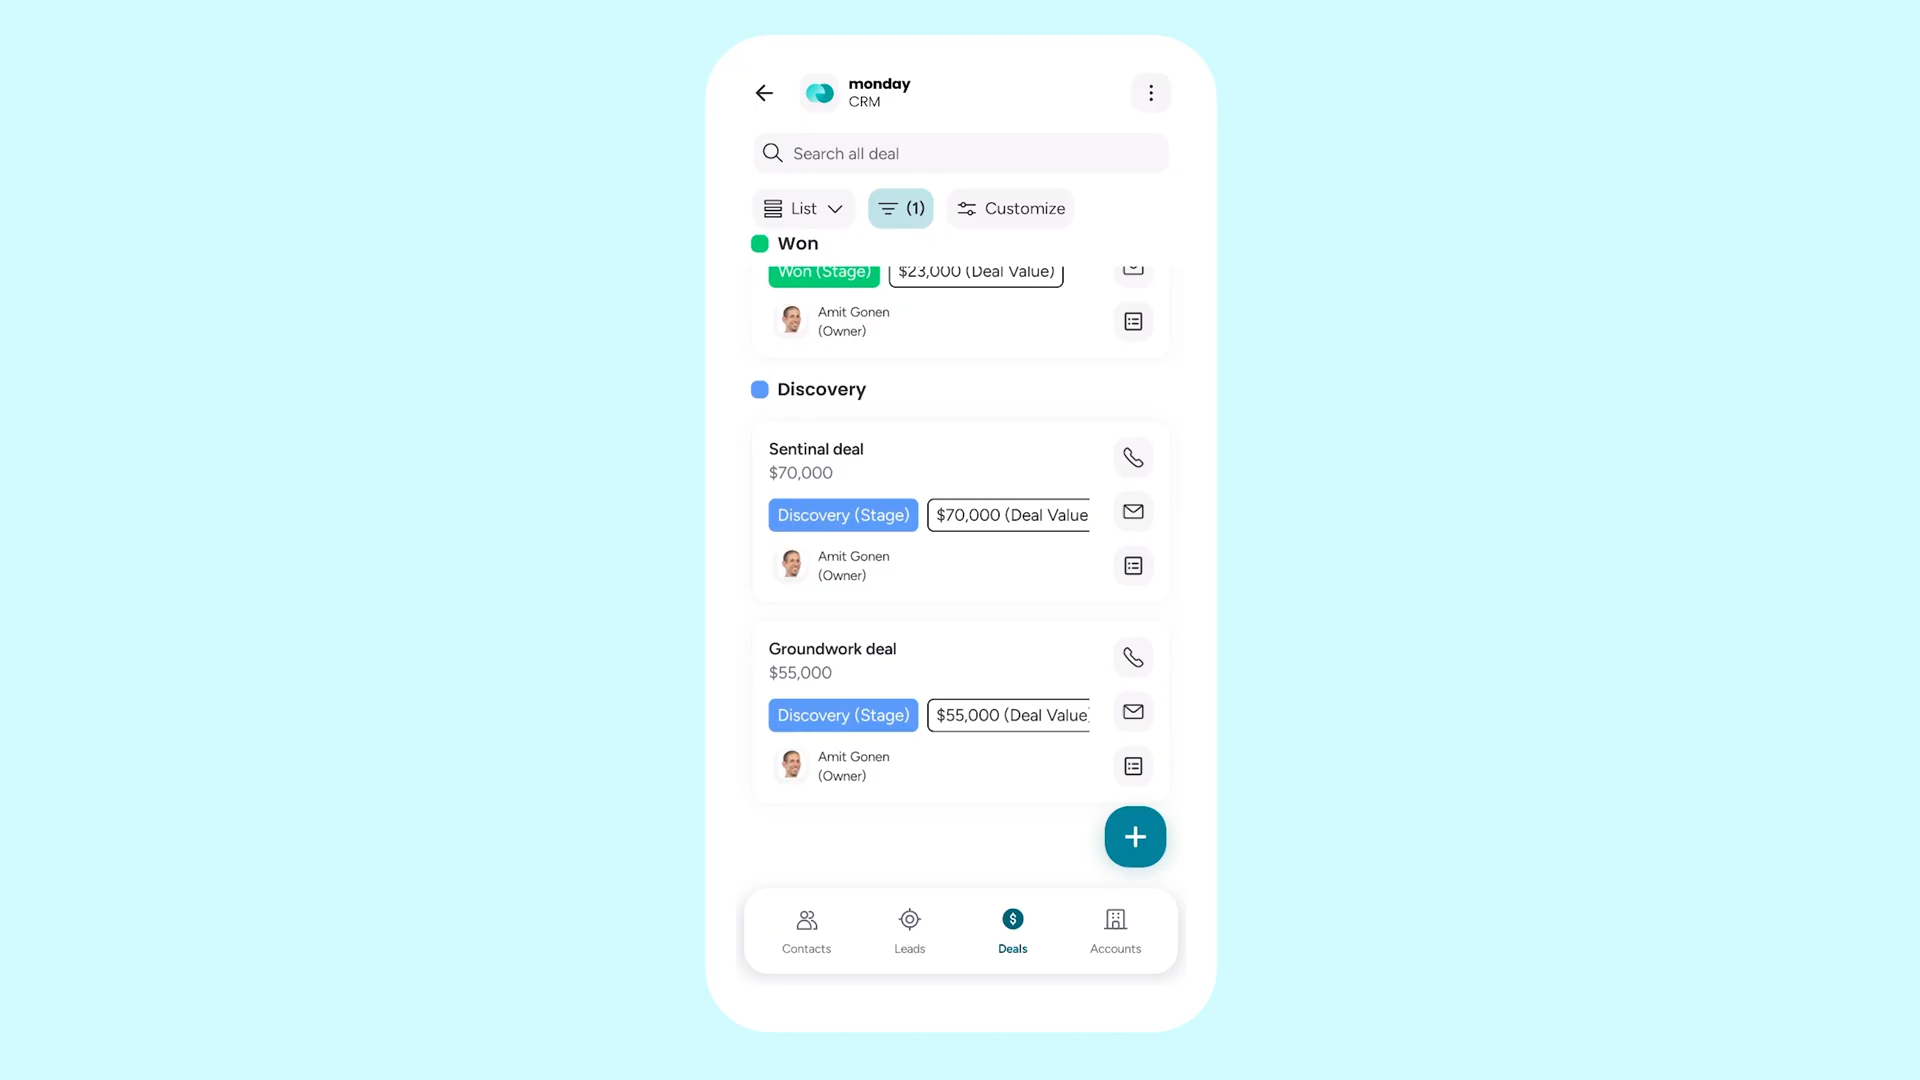 monday
CRM
Search all deal
List
(1)
Customize
Won
Won (Stage)
$23,000 (Deal Value)
Amit Gonen
(Owner)
Discovery
Sentinal deal
$70,000
Discovery (Stage)
$70,000 (Deal Value
Amit Gonen
(Owner)
Groundwork deal
$55,000
Discovery (Stage)
$55,000 (Deal Value)
Amit Gonen
(Owner)
Contacts
Leads
Deals
Accounts